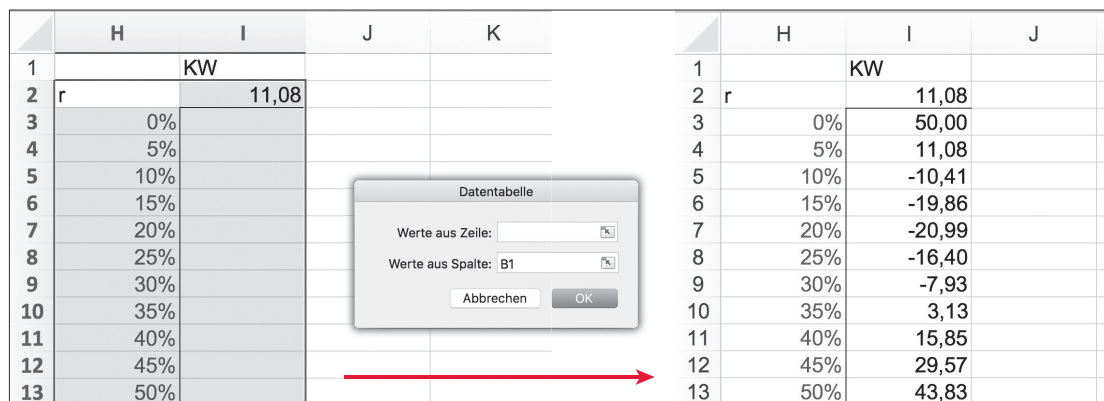 H I J K
1 KW
2 r 11,08
3 0%
4 5%
5 10%
6 15%
7 20%
8 25%
9 30%
10 35%
11 40%
12 45%
13 50%
Datentabelle
Werte aus Zeile:
Werte aus Spalte: B1
Abbrechen OK
H I J
1 KW
2 r 11,08
3 0% 50,00
4 5% 11,08
5 10% -10,41
6 15% -19,86
7 20% -20,99
8 25% -16,40
9 30% -7,93
10 35% 3,13
11 40% 15,85
12 45% 29,57
13 50% 43,83